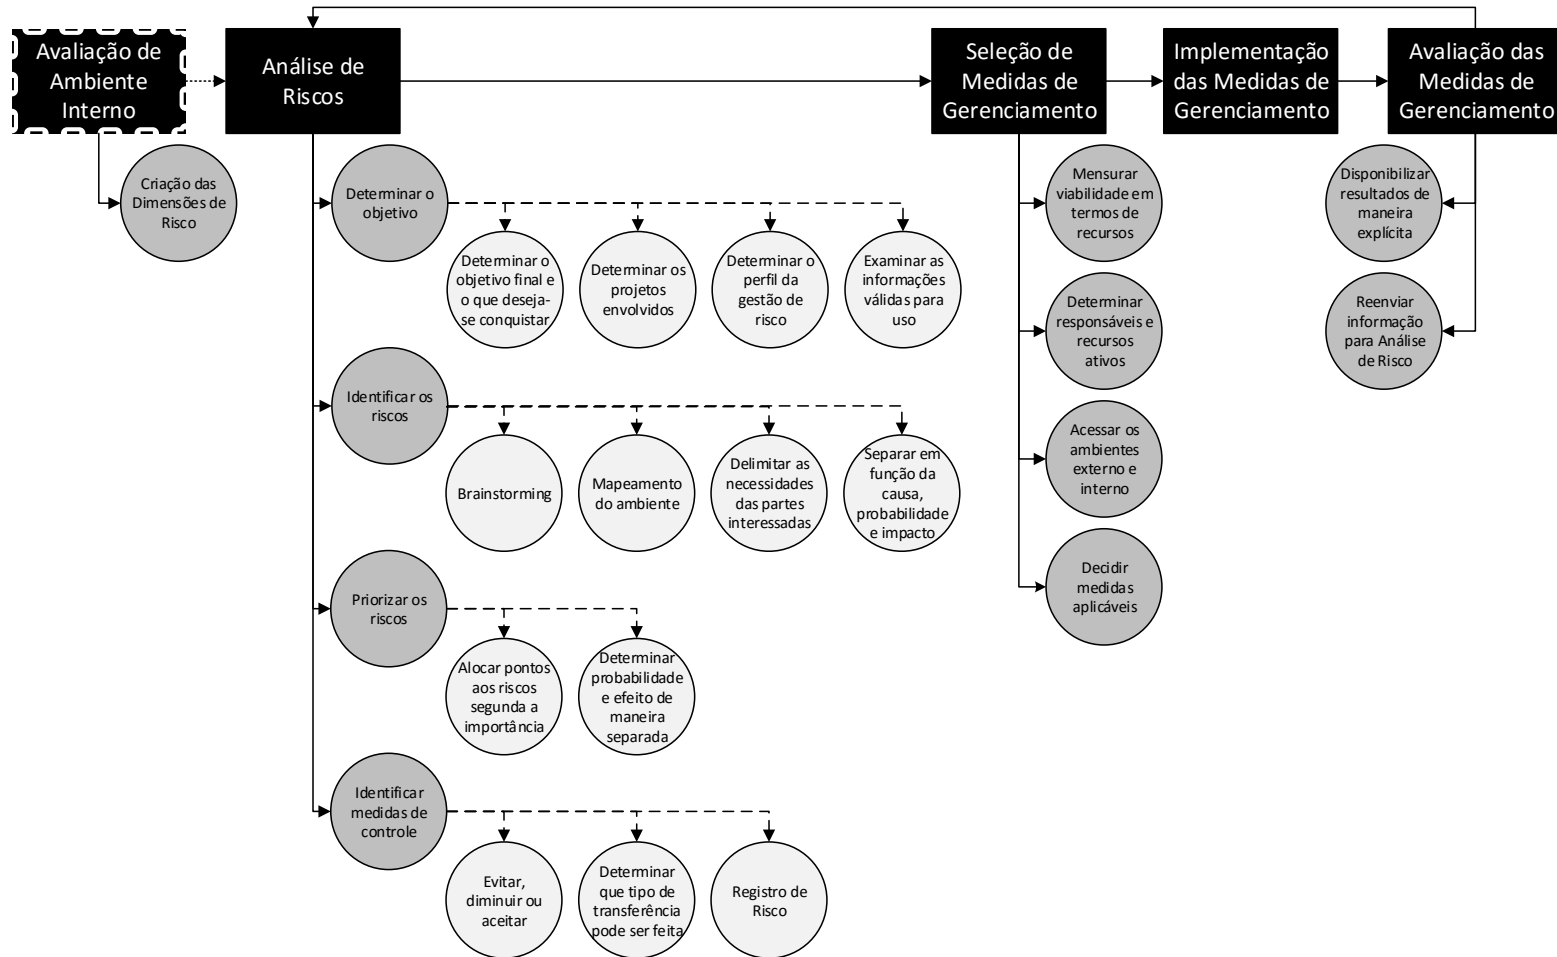 Avaliação de
Ambiente
Interno
Análise de
Riscos
Seleção de
Medidas de
Gerenciamento
Implementação
das Medidas de
Gerenciamento
Avaliação das
Medidas de
Gerenciamento
Criação das
Dimensões de
Risco
Determinar o
objetivo
Determinar o
objetivo final e
o que deseja-
se conquistar
Determinar os
projetos
envolvidos
Determinar o
perfil da
gestão de
risco
Examinar as
informações
válidas para
uso
Identificar os
riscos
Brainstorming
Mapeamento
do ambiente
Delimitar as
necessidades
das partes
interessadas
Separar em
função da
causa,
probabilidade
e impacto
Priorizar os
riscos
Alocar pontos
aos riscos
segunda a
importância
Determinar
probabilidade
e efeito de
maneira
separada
Identificar
medidas de
controle
Evitar,
diminuir ou
aceitar
Determinar
que tipo de
transferência
pode ser feita
Registro de
Risco
Mensurar
viabilidade em
termos de
recursos
Determinar
responsáveis e
recursos
ativos
Acessar os
ambientes
externo e
interno
Decidir
medidas
aplicáveis
Disponibilizar
resultados de
maneira
explícita
Reenviar
informação
para Análise
de Risco